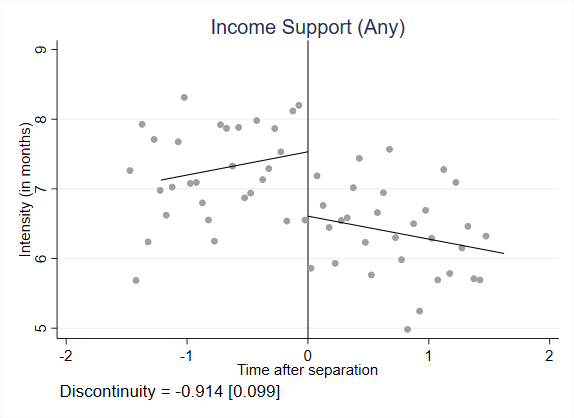 Income Support (Any)
Intensity (in months)
9
8
7
6
5
-2 -1 0 1 2
Time after separation
Discontinuity = -0.914 [0.099]